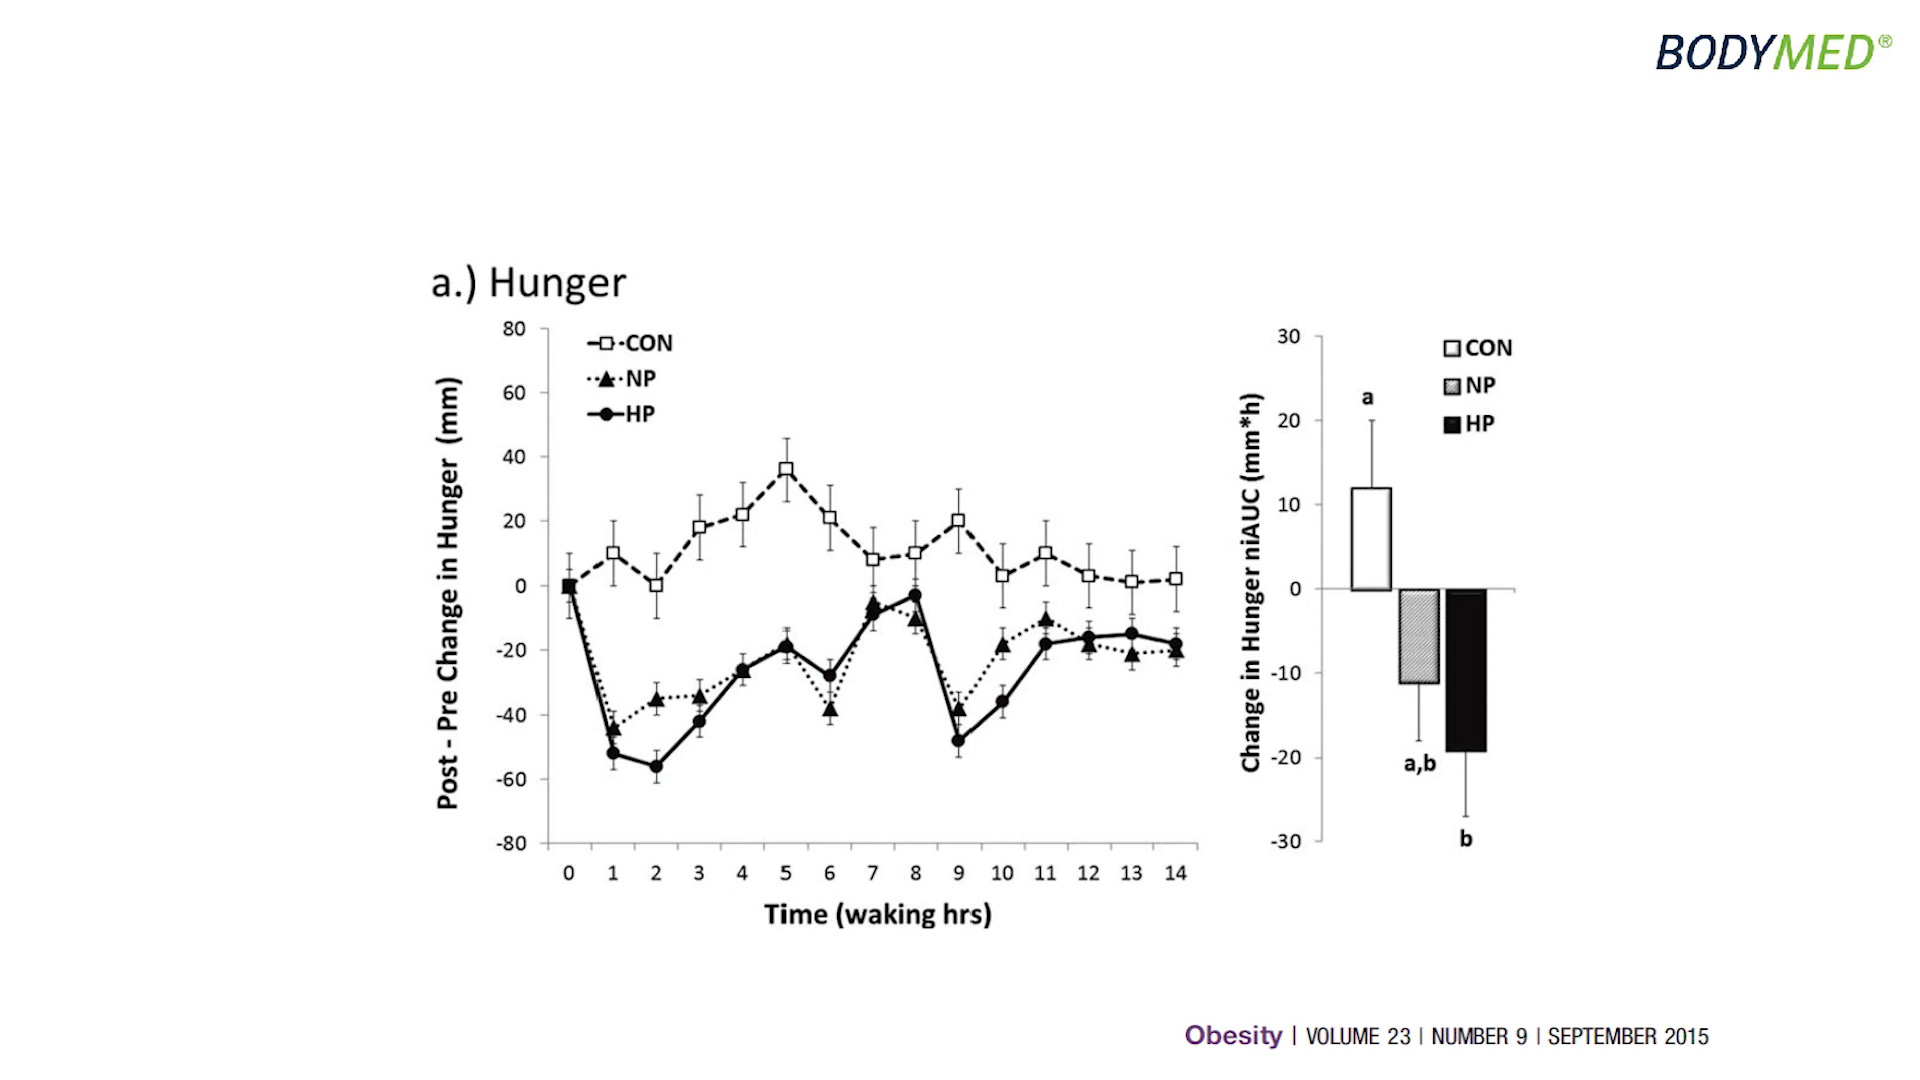 BODYMED®
a.) Hunger
Post - Pre Change in Hunger (mm)
80
60
40
20
0
-20
-40
-60
-80
CON
NP
HP
0 1 2 3 4 5 6 7 8 9 10 11 12 13 14
Time (waking hrs)
Change in Hunger niAUC (mm*h)
30
20
10
0
-10
-20
-30
CON
NP
HP
a
a,b
b
Obesity | VOLUME 23 | NUMBER 9 | SEPTEMBER 2015